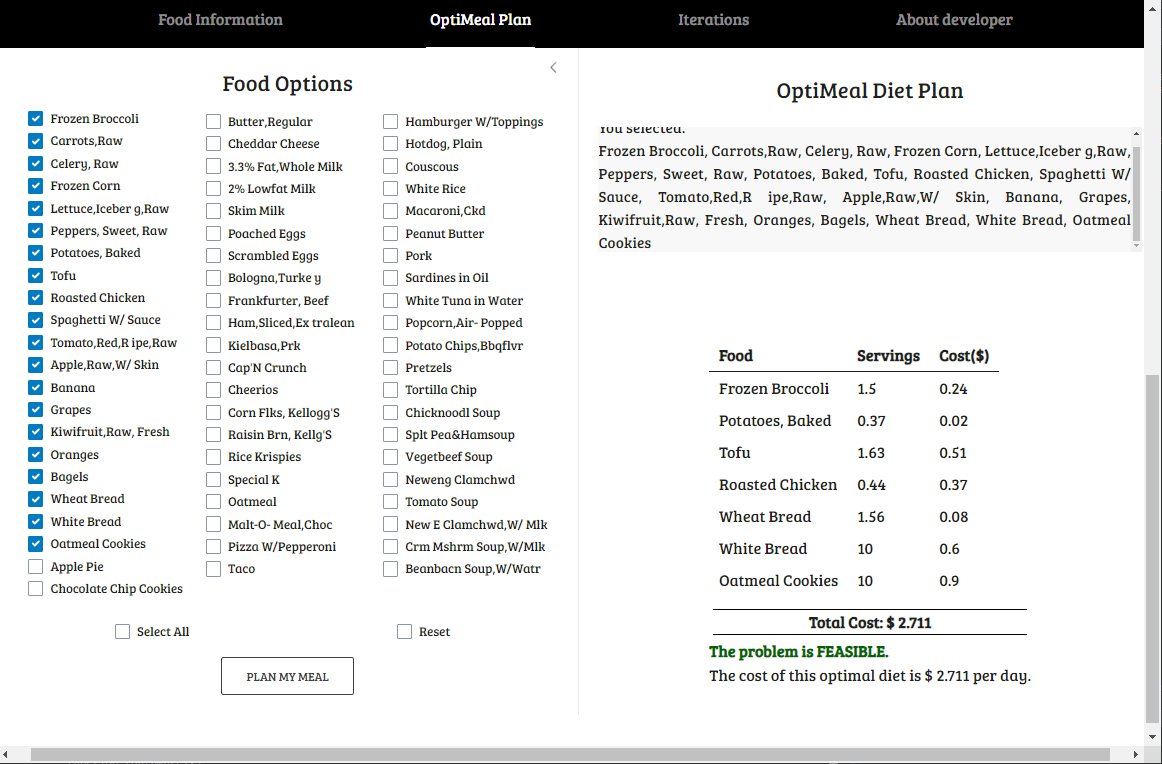 Food Information OptiMeal Plan Iterations About developer
Food Options
Frozen Broccoli
Carrots,Raw
Celery, Raw
Frozen Corn
Lettuce,Iceber g,Raw
Peppers, Sweet, Raw
Potatoes, Baked
Tofu
Roasted Chicken
Spaghetti W/ Sauce
Tomato,Red,R ipe,Raw
Apple,Raw,W/ Skin
Banana
Grapes
Kiwifruit,Raw, Fresh
Oranges
Bagels
Wheat Bread
White Bread
Oatmeal Cookies
Apple Pie
Chocolate Chip Cookies
Butter,Regular
Cheddar Cheese
3.3% Fat,Whole Milk
2% Lowfat Milk
Skim Milk
Poached Eggs
Scrambled Eggs
Bologna,Turke y
Frankfurter, Beef
Ham,Sliced,Ex tralean
Kielbasa,Prk
Cap'N Crunch
Cheerios
Corn Flks, Kellogg'S
Raisin Brn, Kellg'S
Rice Krispies
Special K
Oatmeal
Malt-O- Meal,Choc
Pizza W/Pepperoni
Taco
Hamburger W/Toppings
Hotdog, Plain
Couscous
White Rice
Macaroni,Ckd
Peanut Butter
Pork
Sardines in Oil
White Tuna in Water
Popcorn,Air- Popped
Potato Chips,Bbqflvr
Pretzels
Tortilla Chip
Chicknoodl Soup
Splt Pea&Hamsoup
Vegetbeef Soup
Neweng Clamchwd
Tomato Soup
New E Clamchwd,W/ Mlk
Crm Mshrm Soup,W/Mlk
Beanbacn Soup,W/Watr
Select All
Reset
PLAN MY MEAL
OptiMeal Diet Plan
You selected:
Frozen Broccoli, Carrots,Raw, Celery, Raw, Frozen Corn, Lettuce,Iceber g,Raw,
Peppers, Sweet, Raw, Potatoes, Baked, Tofu, Roasted Chicken, Spaghetti W/
Sauce, Tomato,Red,R ipe,Raw, Apple,Raw,W/ Skin, Banana, Grapes,
Kiwifruit,Raw, Fresh, Oranges, Bagels, Wheat Bread, White Bread, Oatmeal
Cookies
Food Servings Cost($)
Frozen Broccoli 1.5 0.24
Potatoes, Baked 0.37 0.02
Tofu 1.63 0.51
Roasted Chicken 0.44 0.37
Wheat Bread 1.56 0.08
White Bread 10 0.6
Oatmeal Cookies 10 0.9
Total Cost: $ 2.711
The problem is FEASIBLE.
The cost of this optimal diet is $ 2.711 per day.